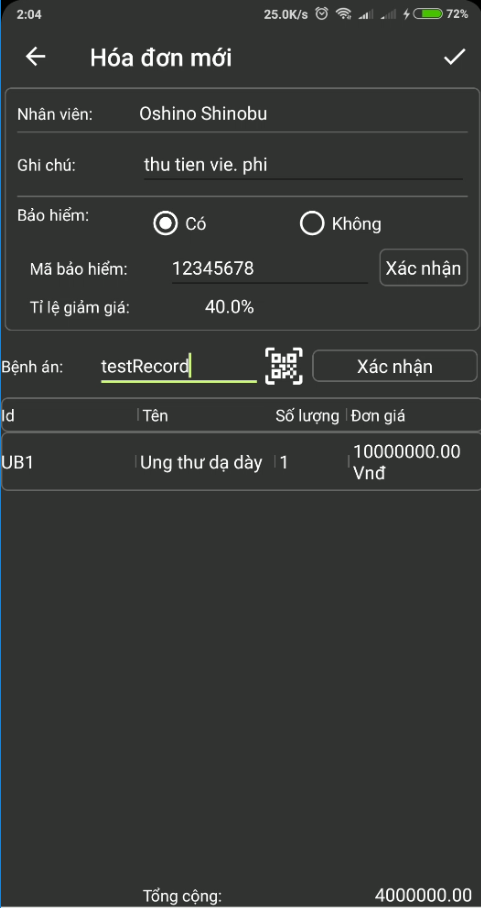 2:04 25.0K/s 72%
Hóa đơn mới
Nhân viên: Oshino Shinobu
Ghi chú: thu tien vie. phi
Bảo hiểm: Có Không
Mã bảo hiểm: 12345678 Xác nhận
Tỉ lệ giảm giá: 40.0%
Bệnh án: testRecord Xác nhận
Id Tên Số lượng Đơn giá
UB1 Ung thư dạ dày 1 10000000.00
Vnđ
Tổng cộng: 4000000.00